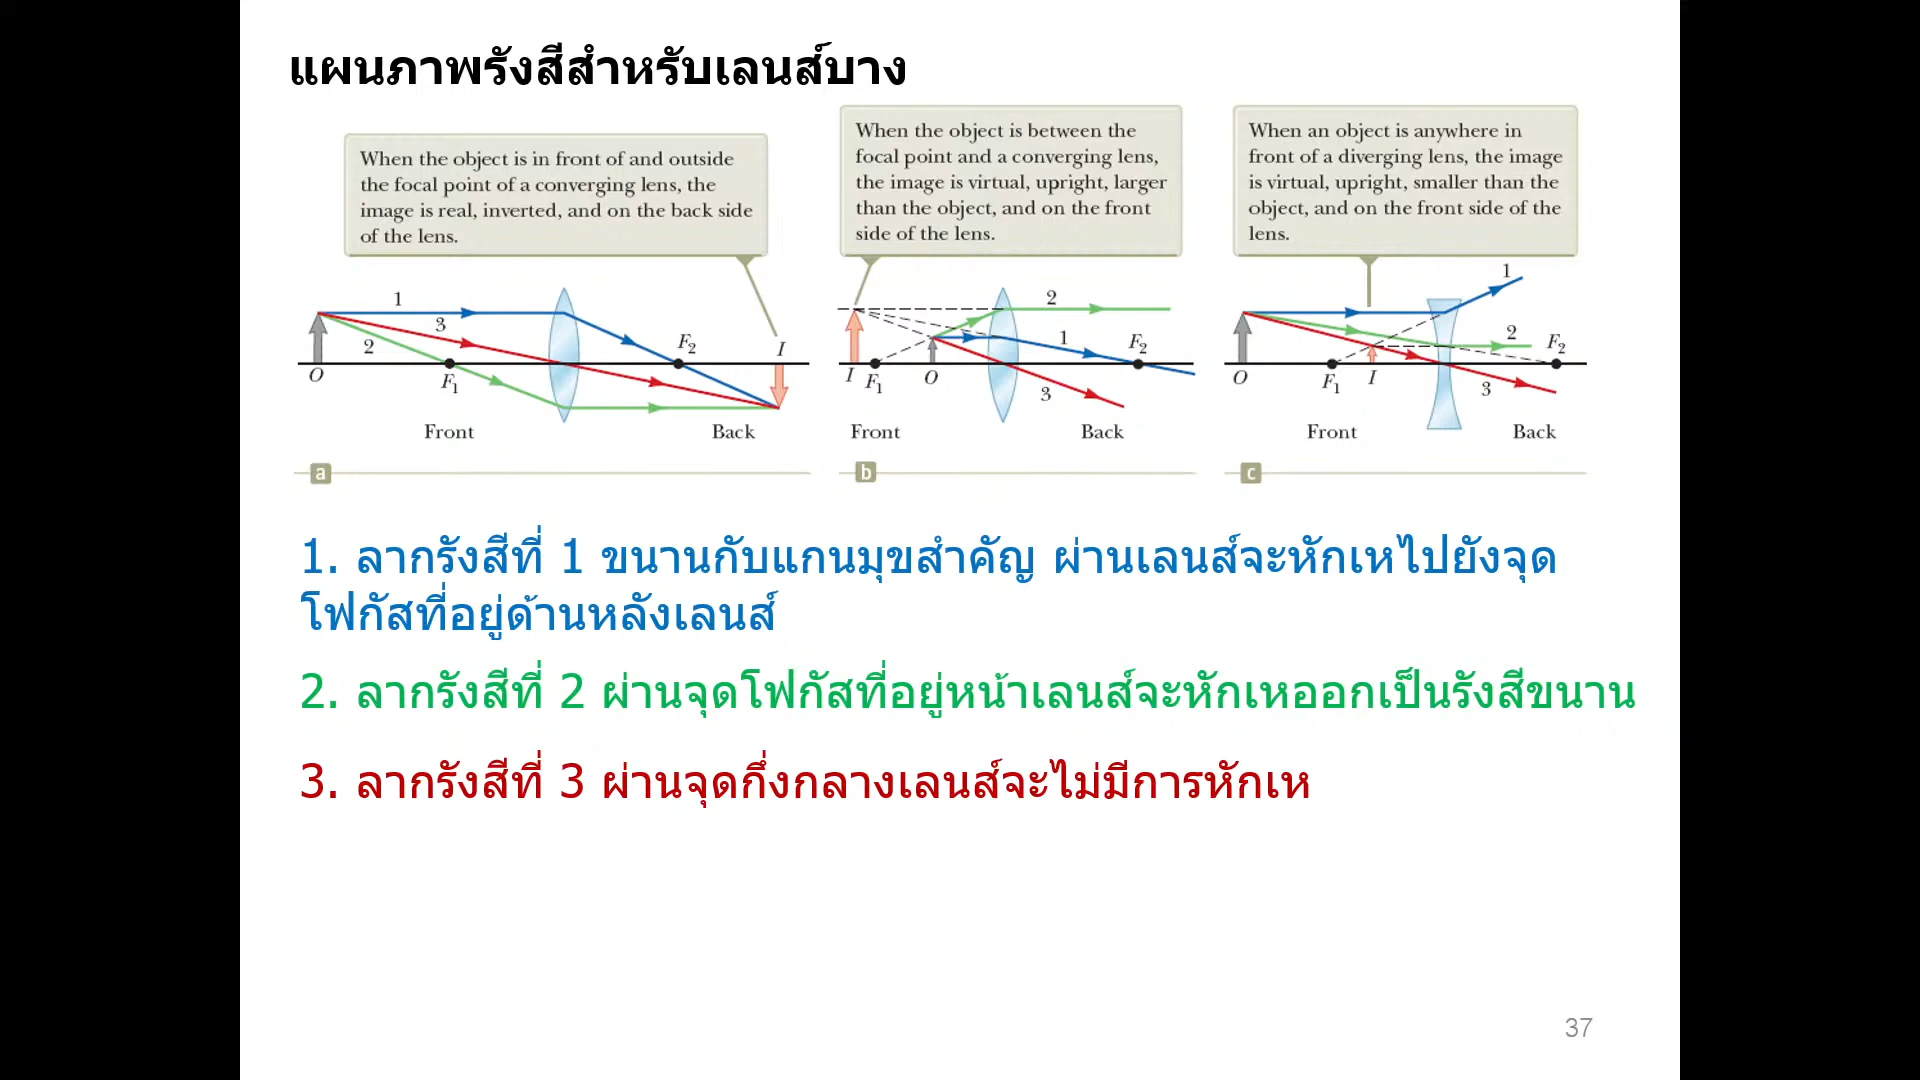 แผนภาพรังสีสำหรับเลนส์บาง
When the object is in front of and outside
the focal point of a converging lens, the
image is real, inverted, and on the back side
of the lens.
When the object is between the
focal point and a converging lens,
the image is virtual, upright, larger
than the object, and on the front
side of the lens.
When an object is anywhere in
front of a diverging lens, the image
is virtual, upright, smaller than the
object, and on the front side of the
lens.
1
3
2
O
F1
F2
I
Front
Back
a
2
1
F2
I
F1
O
3
Front
Back
b
1
2
F2
O
F1
I
3
Front
Back
c
1. ลากรังสีที่ 1 ขนานกับแกนมุขสำคัญ ผ่านเลนส์จะหักเหไปยังจุด
โฟกัสที่อยู่ด้านหลังเลนส์
2. ลากรังสีที่ 2 ผ่านจุดโฟกัสที่อยู่หน้าเลนส์จะหักเหออกเป็นรังสีขนาน
3. ลากรังสีที่ 3 ผ่านจุดกึ่งกลางเลนส์จะไม่มีการหักเห
37